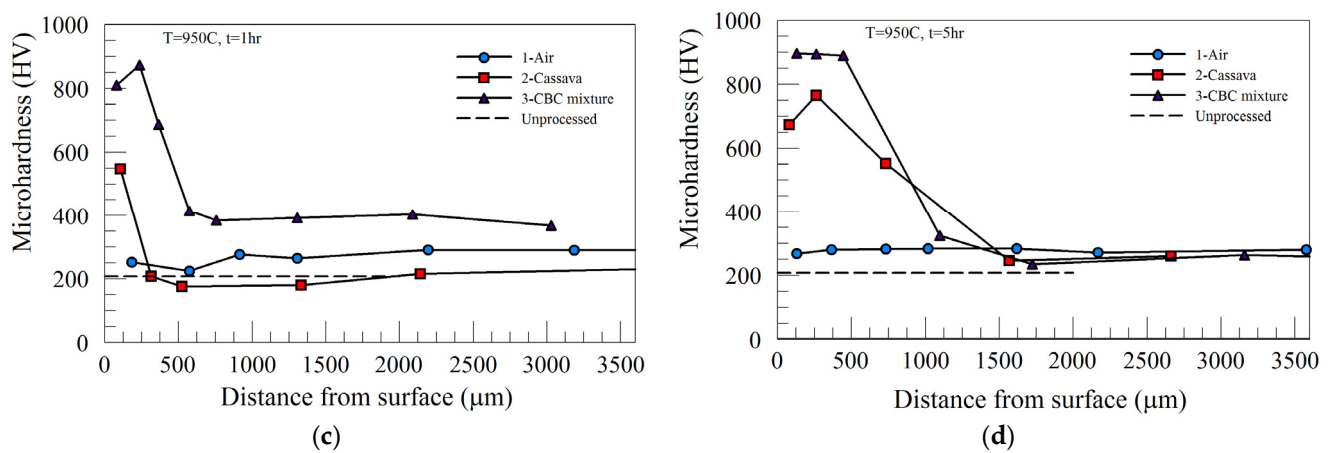 T=950C, t=1hr
1-Air
2-Cassava
3-CBC mixture
Unprocessed
Microhardness (HV)
1000
800
600
400
200
0
0 500 1000 1500 2000 2500 3000 3500
Distance from surface (μm)
(c)
T=950C, t=5hr
1-Air
2-Cassava
3-CBC mixture
Unprocessed
Microhardness (HV)
1000
800
600
400
200
0
0 500 1000 1500 2000 2500 3000 3500
Distance from surface (μm)
(d)